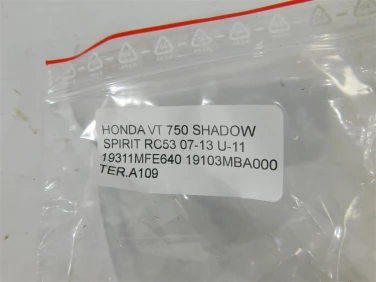 HONDA VT 750 SHADOW
SPIRIT RC53 07-13 U-11
19311MFE640 19103MBA000
TER.A109